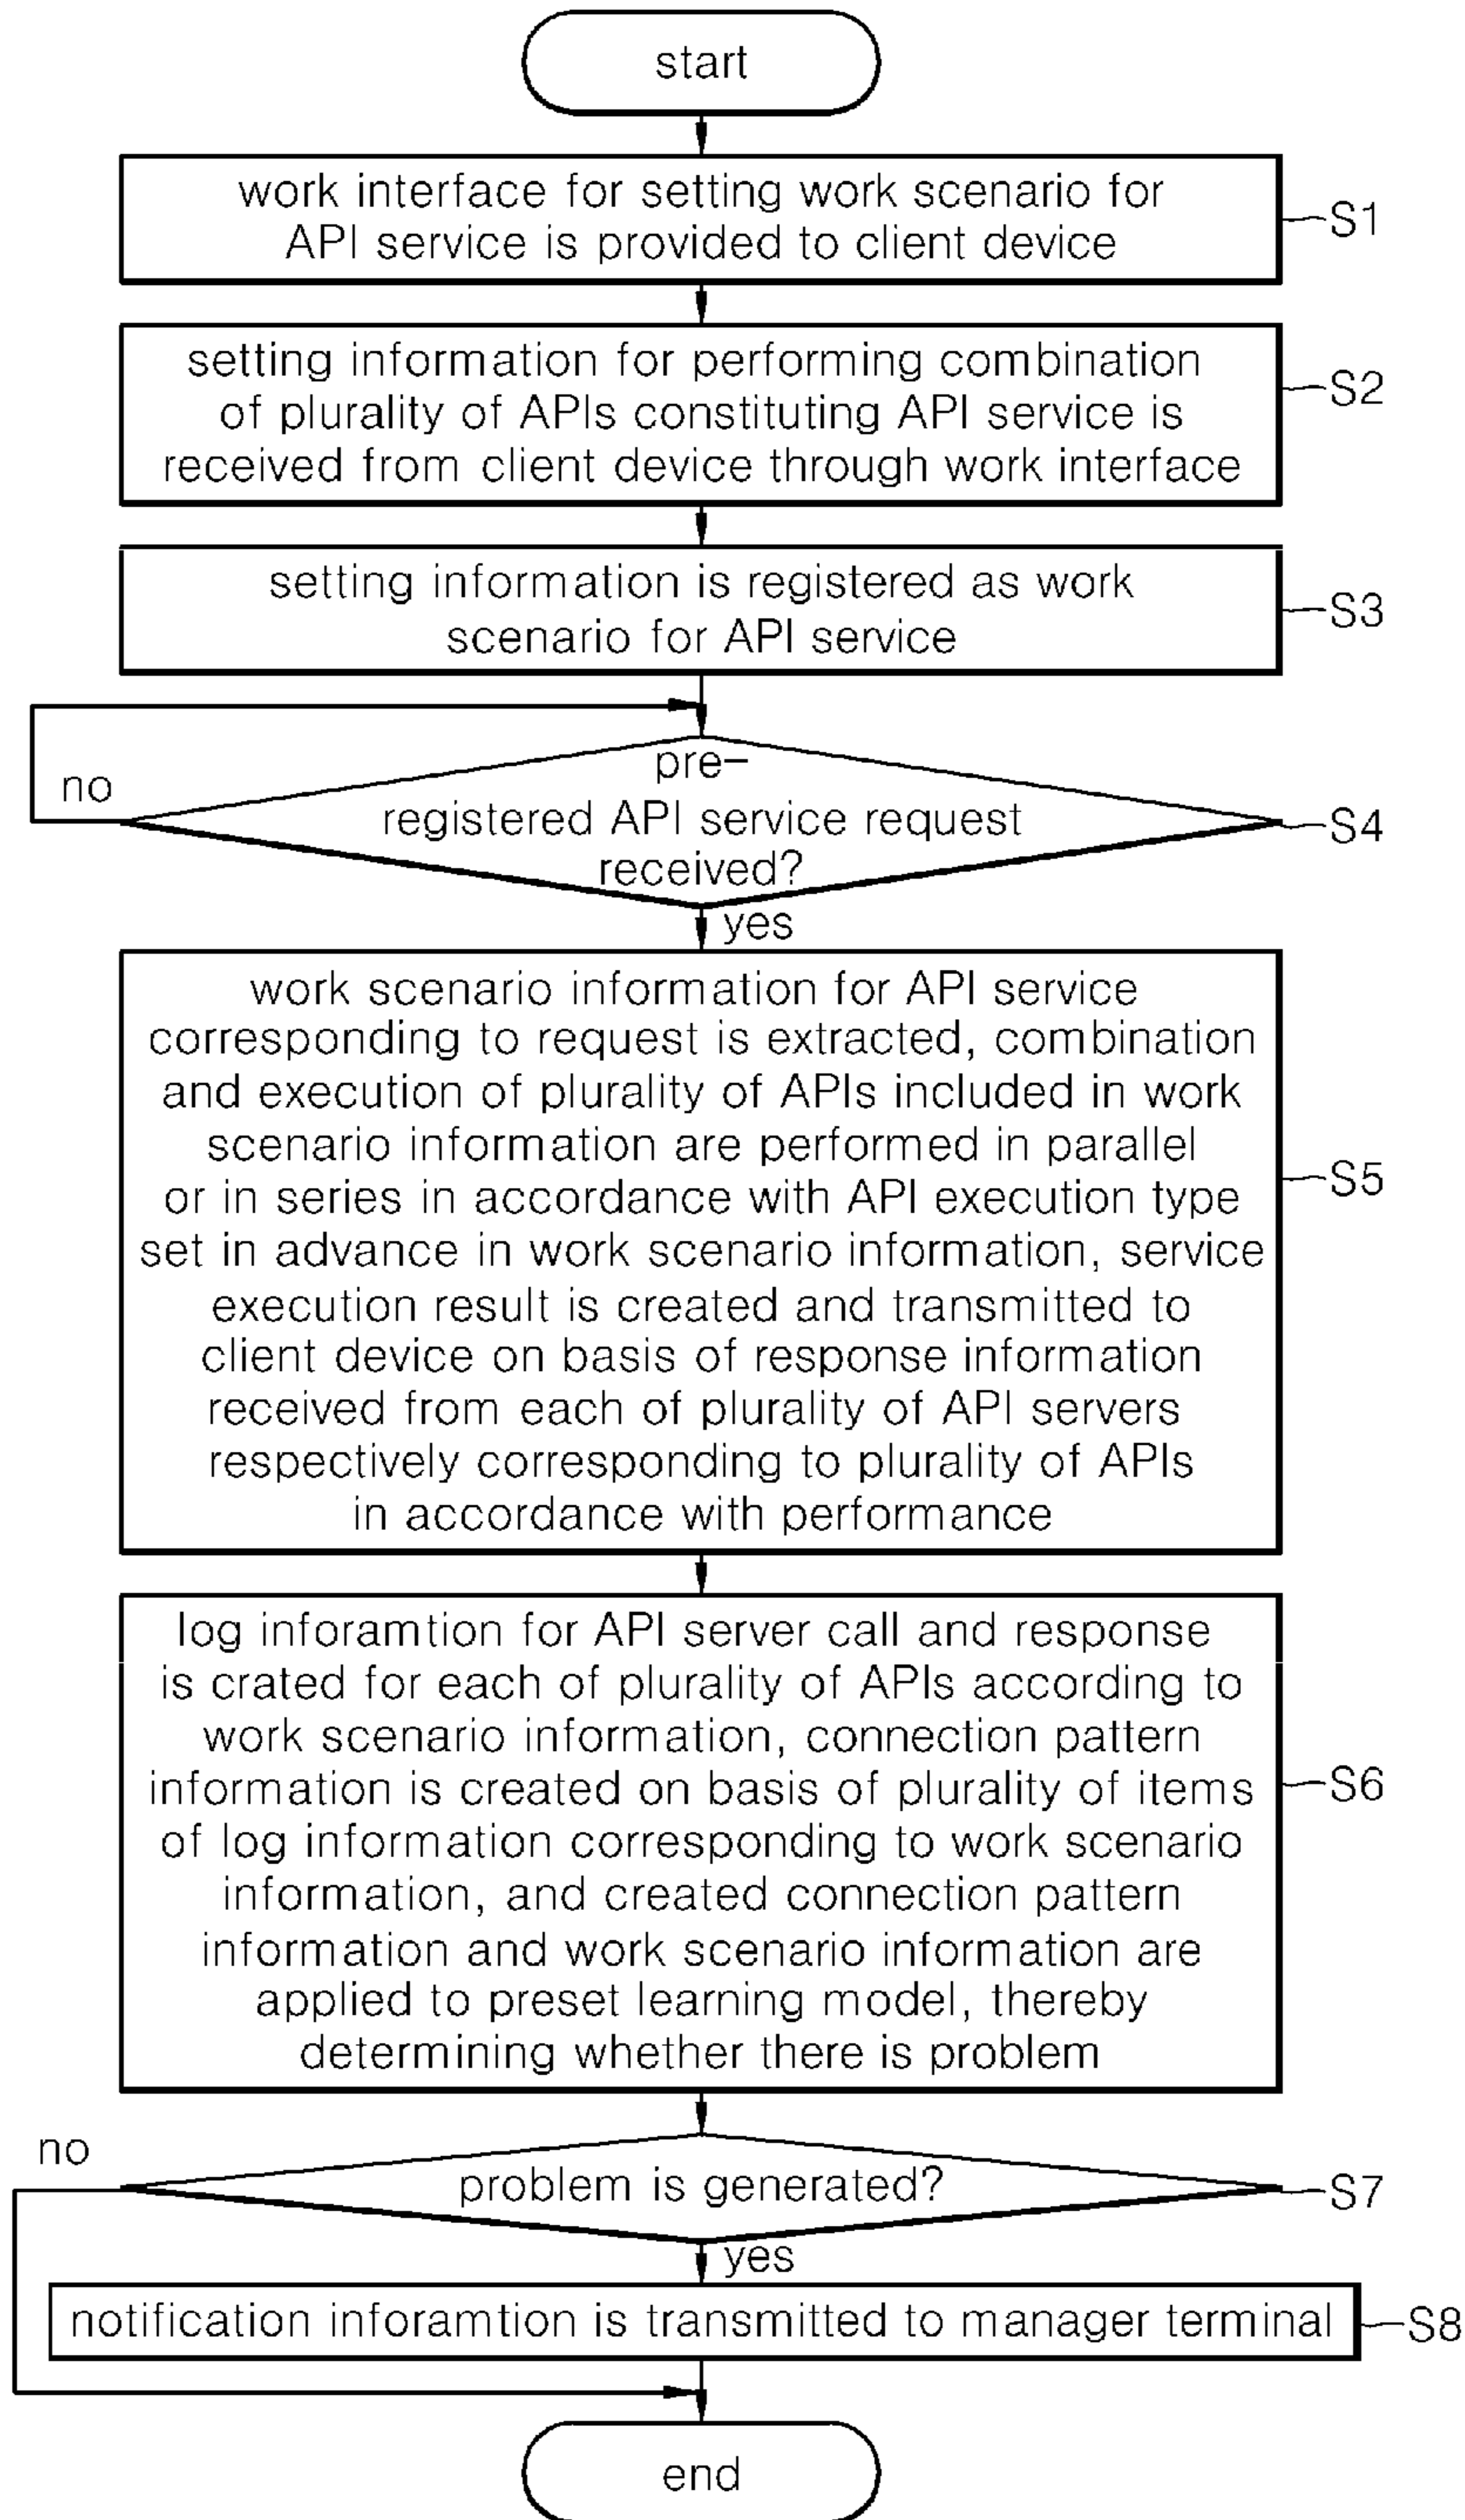 start
work interface for setting work scenario for
API service is provided to client device
S1
setting information for performing combination
of plurality of APIs constituting API service is
received from client device through work interface
S2
setting information is registered as work
scenario for API service
S3
pre-
registered API service request
received?
no
S4
yes
work scenario information for API service
corresponding to request is extracted, combination
and execution of plurality of APIs included in work
scenario information are performed in parallel
or in series in accordance with API execution type
set in advance in work scenario information, service
execution result is created and transmitted to
client device on basis of response information
received from each of plurality of API servers
respectively corresponding to plurality of APIs
in accordance with performance
S5
log inforamtion for API server call and response
is crated for each of plurality of APIs according to
work scenario information, connection pattern
information is created on basis of plurality of items
of log information corresponding to work scenario
information, and created connection pattern
information and work scenario information are
applied to preset learning model, thereby
determining whether there is problem
S6
no
problem is generated?
S7
yes
notification inforamtion is transmitted to manager terminal
S8
end